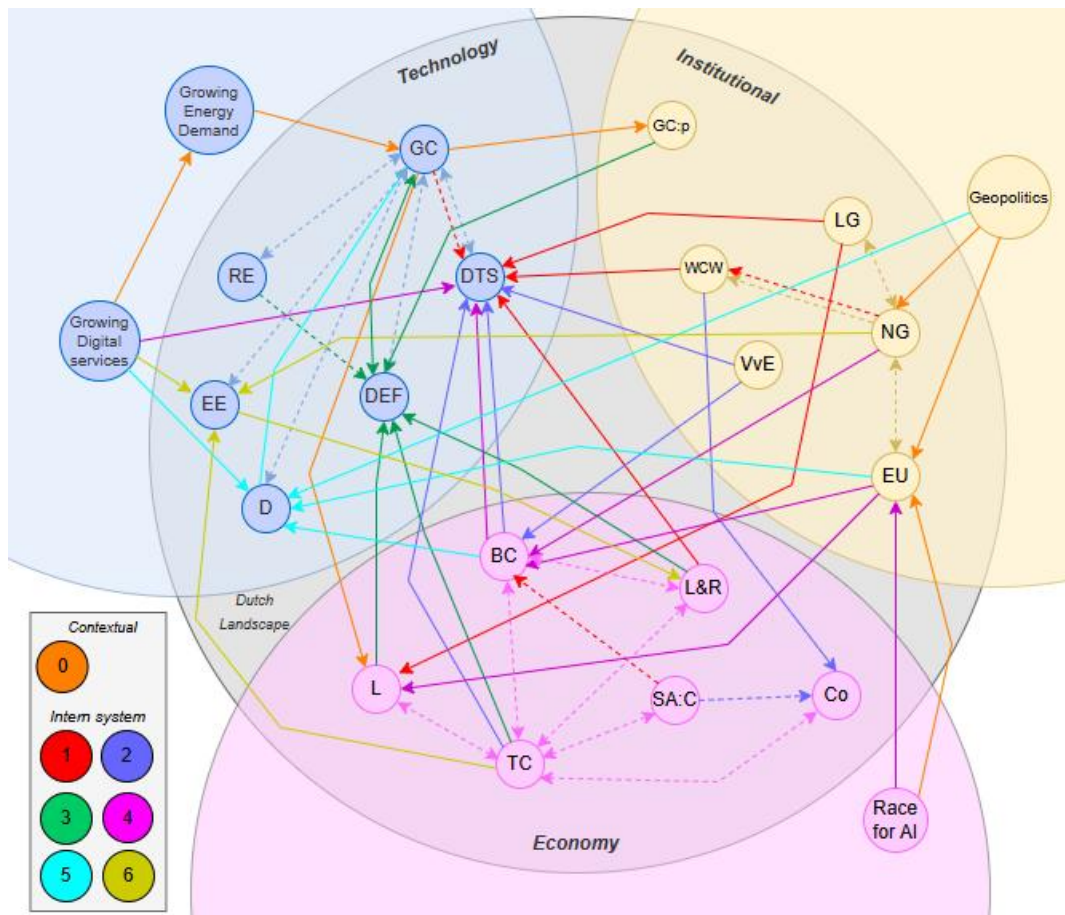 Technology
Institutional
Growing
Energy
Demand
GC
GC:p
Geopolitics
LG
RE
DTS
WCW
Growing
Digital
services
NG
VvE
EE
DEF
EU
D
BC
L&R
Dutch
Landscape
L
SA:C
Co
TC
Race
for AI
Economy
Contextual
0
Intern system
1
2
3
4
5
6